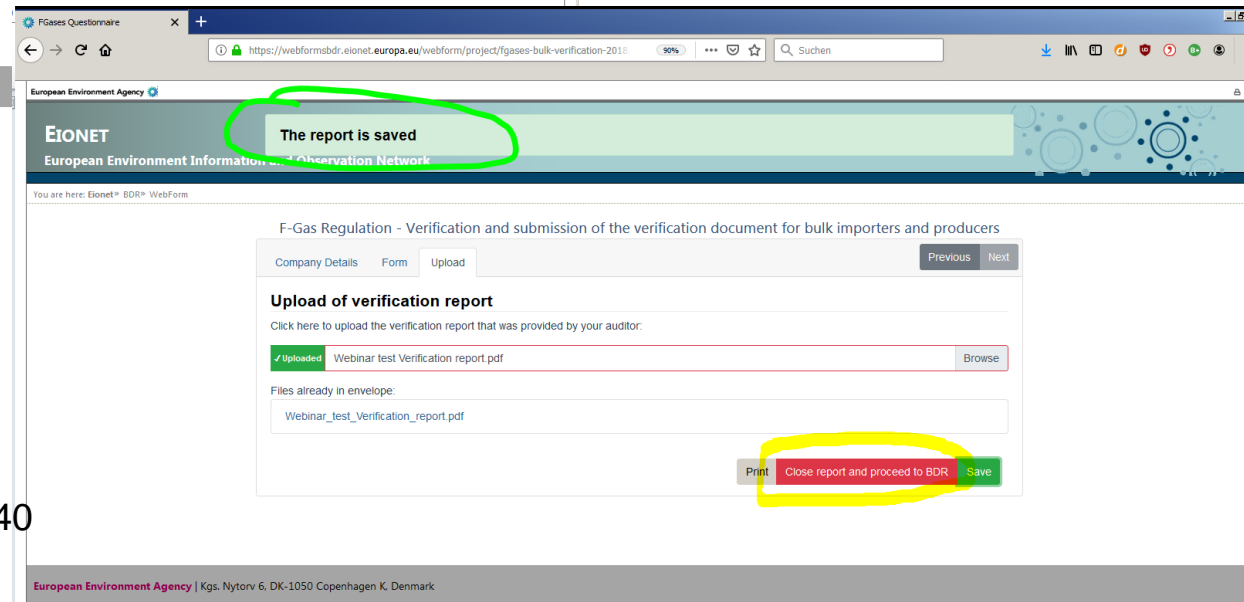 FGases Questionnaire
https://webformsbdr.eionet.europa.eu/webform/project/fgases-bulk-verification-2018
90%
Suchen
European Environment Agency
EIONET
The report is saved
European Environment Information and Observation Network
You are here: Eionet» BDR» WebForm
F-Gas Regulation - Verification and submission of the verification document for bulk importers and producers
Company Details Form Upload Previous Next
Upload of verification report
Click here to upload the verification report that was provided by your auditor:
✓ Uploaded Webinar test Verification report.pdf Browse
Files already in envelope:
Webinar_test_Verification_report.pdf
Print Close report and proceed to BDR Save
40
European Environment Agency | Kgs. Nytorv 6, DK-1050 Copenhagen K, Denmark